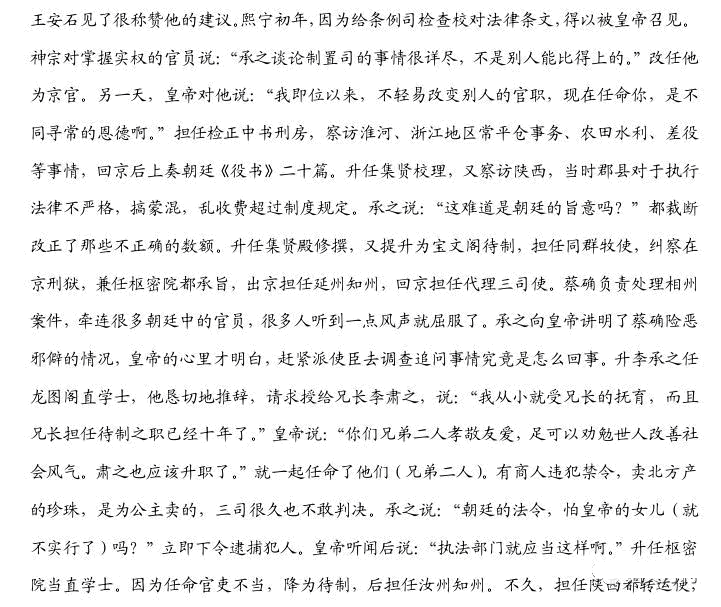 王安石见了很称赞他的建议。熙宁初年，因为给条例司检查校对法律条文，得以被皇帝召见。
神宗对掌握实权的官员说：“承之谈论制置司的事情很详尽，不是别人能比得上的。”改任他
为京官。另一天，皇帝对他说：“我即位以来，不轻易改变别人的官职，现在任命你，是不
同寻常的恩德啊。”担任检正中书刑房，察访淮河、浙江地区常平仓事务、农田水利、差役
等事情，回京后上奏朝廷《役书》二十篇。升任集贤校理，又察访陕西，当时郡县对于执行
法律不严格，搞蒙混，乱收费超过制度规定。承之说：“这难道是朝廷的旨意吗？”都裁断
改正了那些不正确的数额。升任集贤殿修撰，又提升为宝文阁待制，担任同群牧使，纠察在
京刑狱，兼任枢密院都承旨，出京担任延州知州，回京担任代理三司使。蔡确负责处理相州
案件，牵连很多朝廷中的官员，很多人听到一点风声就屈服了。承之向皇帝讲明了蔡确险恶
邪僻的情况，皇帝的心里才明白，赶紧派使臣去调查追问事情究竟是怎么回事。升李承之任
龙图阁直学士，他恳切地推辞，请求授给兄长李肃之，说：“我从小就受兄长的抚育，而且
兄长担任待制之职已经十年了。”皇帝说：“你们兄弟二人孝敬友爱，足可以劝勉世人改善社
会风气。肃之也应该升职了。”就一起任命了他们（兄弟二人）。有商人违犯禁令，卖北方产
的珍珠，是为公主卖的，三司很久也不敢判决。承之说：“朝廷的法令，怕皇帝的女儿（就
不实行了）吗？”立即下令逮捕犯人。皇帝听闻后说：“执法部门就应当这样啊。”升任枢密
院当直学士。因为任命官吏不当，降为待制，后担任汝州知州。不久，担任陕西都转运使，